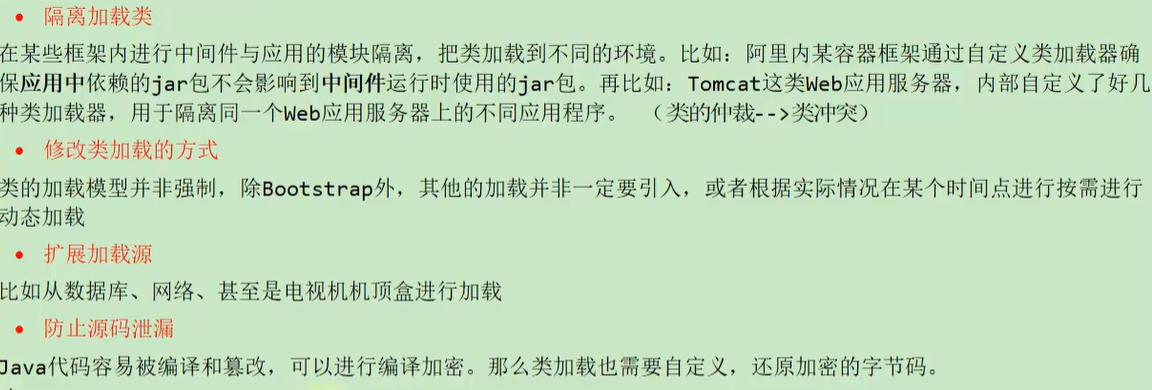 • 隔离加载类
在某些框架内进行中间件与应用的模块隔离，把类加载到不同的环境。比如：阿里内某容器框架通过自定义类加载器确
保应用中依赖的jar包不会影响到中间件运行时使用的jar包。再比如：Tomcat这类Web应用服务器，内部自定义了好几
种类加载器，用于隔离同一个Web应用服务器上的不同应用程序。 （类的仲裁-->类冲突）
• 修改类加载的方式
类的加载模型并非强制，除Bootstrap外，其他的加载并非一定要引入，或者根据实际情况在某个时间点进行按需进行
动态加载
• 扩展加载源
比如从数据库、网络、甚至是电视机机顶盒进行加载
• 防止源码泄漏
Java代码容易被编译和篡改，可以进行编译加密。那么类加载也需要自定义，还原加密的字节码。